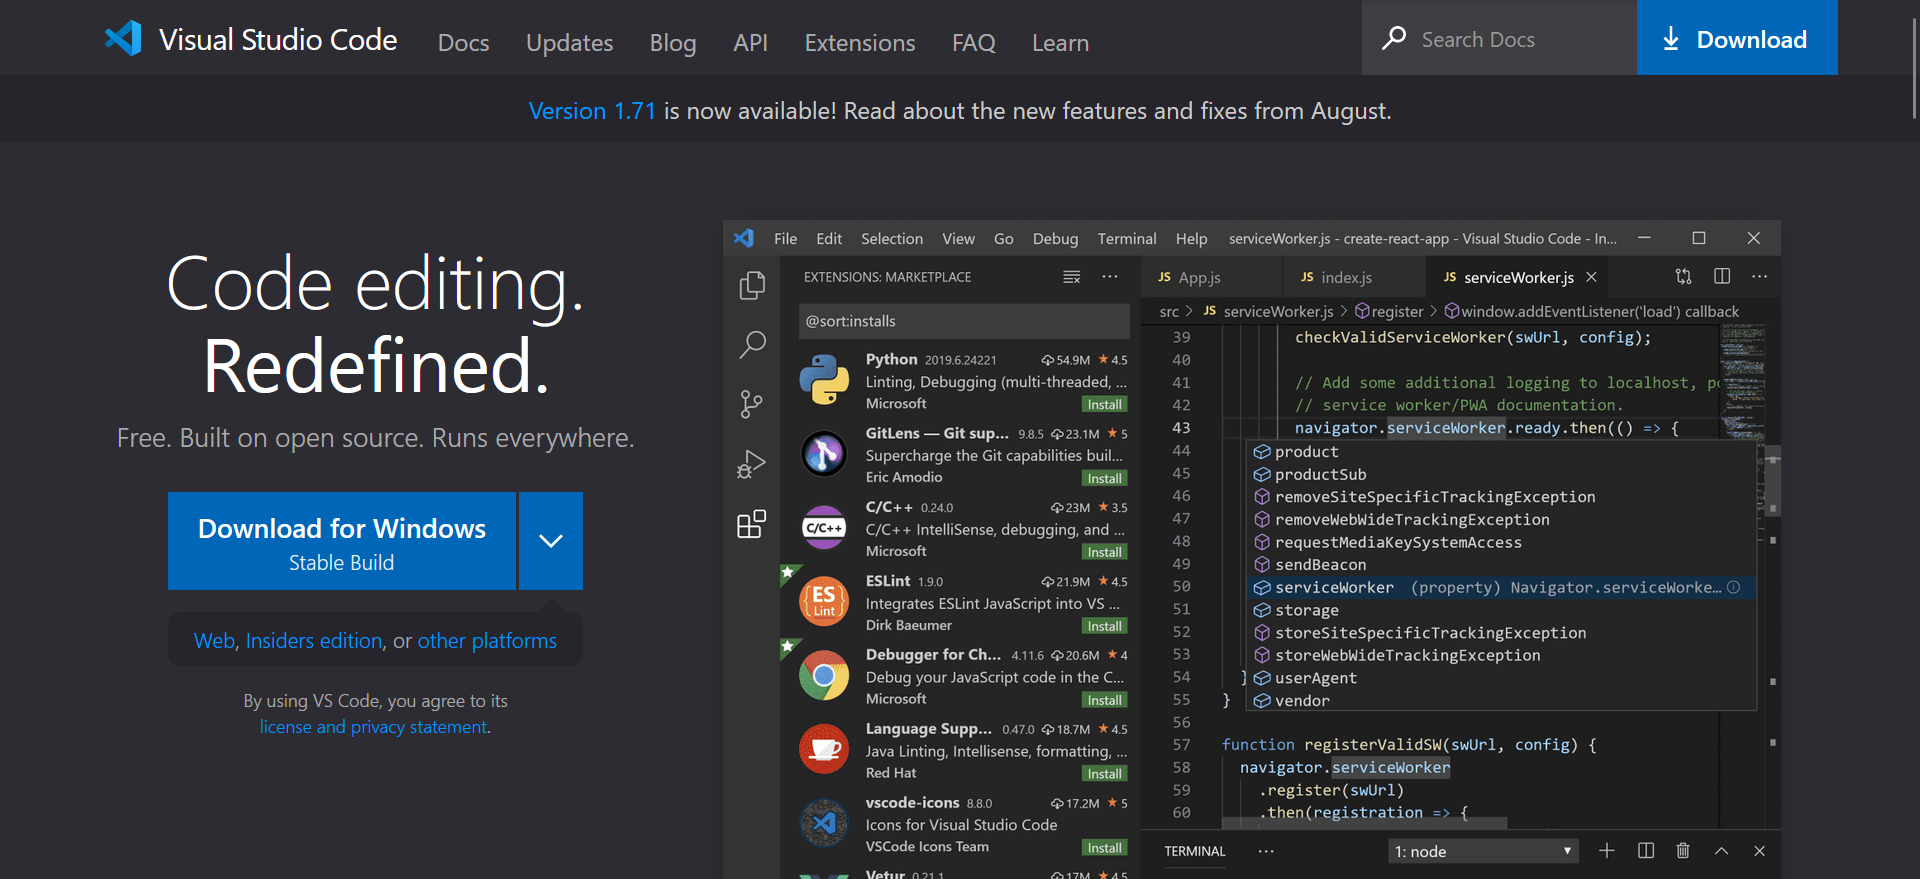 Visual Studio Code Docs Updates Blog API Extensions FAQ Learn Search Docs Download
Version 1.71 is now available! Read about the new features and fixes from August.
Code editing.
Redefined.
Free. Built on open source. Runs everywhere.
Download for Windows
Stable Build
Web, Insiders edition, or other platforms
By using VS Code, you agree to its
license and privacy statement.
File Edit Selection View Go Debug Terminal Help serviceWorker.js - create-react-app - Visual Studio Code - In...
EXTENSIONS: MARKETPLACE
@sort:installs
Python 2019.6.24221 54.9M 4.5
Linting, Debugging (multi-threaded, ...
Microsoft Install
GitLens — Git sup... 9.8.5 23.1M 5
Supercharge the Git capabilities buil...
Eric Amodio Install
C/C++
C/C++ 0.24.0 23M 3.5
C/C++ IntelliSense, debugging, and ...
Microsoft Install
ES
Lint
ESLint 1.9.0 21.9M 4.5
Integrates ESLint JavaScript into VS ...
Dirk Baeumer Install
Debugger for Ch... 4.11.6 20.6M 4
Debug your JavaScript code in the C...
Microsoft Install
Language Supp... 0.47.0 18.7M 4.5
Java Linting, Intellisense, formatting, ...
Red Hat Install
vscode-icons 8.8.0 17.2M 5
Icons for Visual Studio Code
VSCode Icons Team Install
Vetur 0.21.1 17M 4.5
JS App.js JS index.js JS serviceWorker.js
src > JS serviceWorker.js > register > window.addEventListener('load') callback
39 checkValidServiceWorker(swUrl, config);
40
41 // Add some additional logging to localhost, po
42 // service worker/PWA documentation.
43 navigator.serviceWorker.ready.then(() => {
44 product
45 productSub
46 removeSiteSpecificTrackingException
47 removeWebWideTrackingException
48 requestMediaKeySystemAccess
49 sendBeacon
50 serviceWorker (property) Navigator.serviceWorke...
51 storage
52 storeSiteSpecificTrackingException
53 storeWebWideTrackingException
54 } userAgent
55 } vendor
56
57 function registerValidSW(swUrl, config) {
58 navigator.serviceWorker
59 .register(swUrl)
60 .then(registration => {
TERMINAL ... 1: node